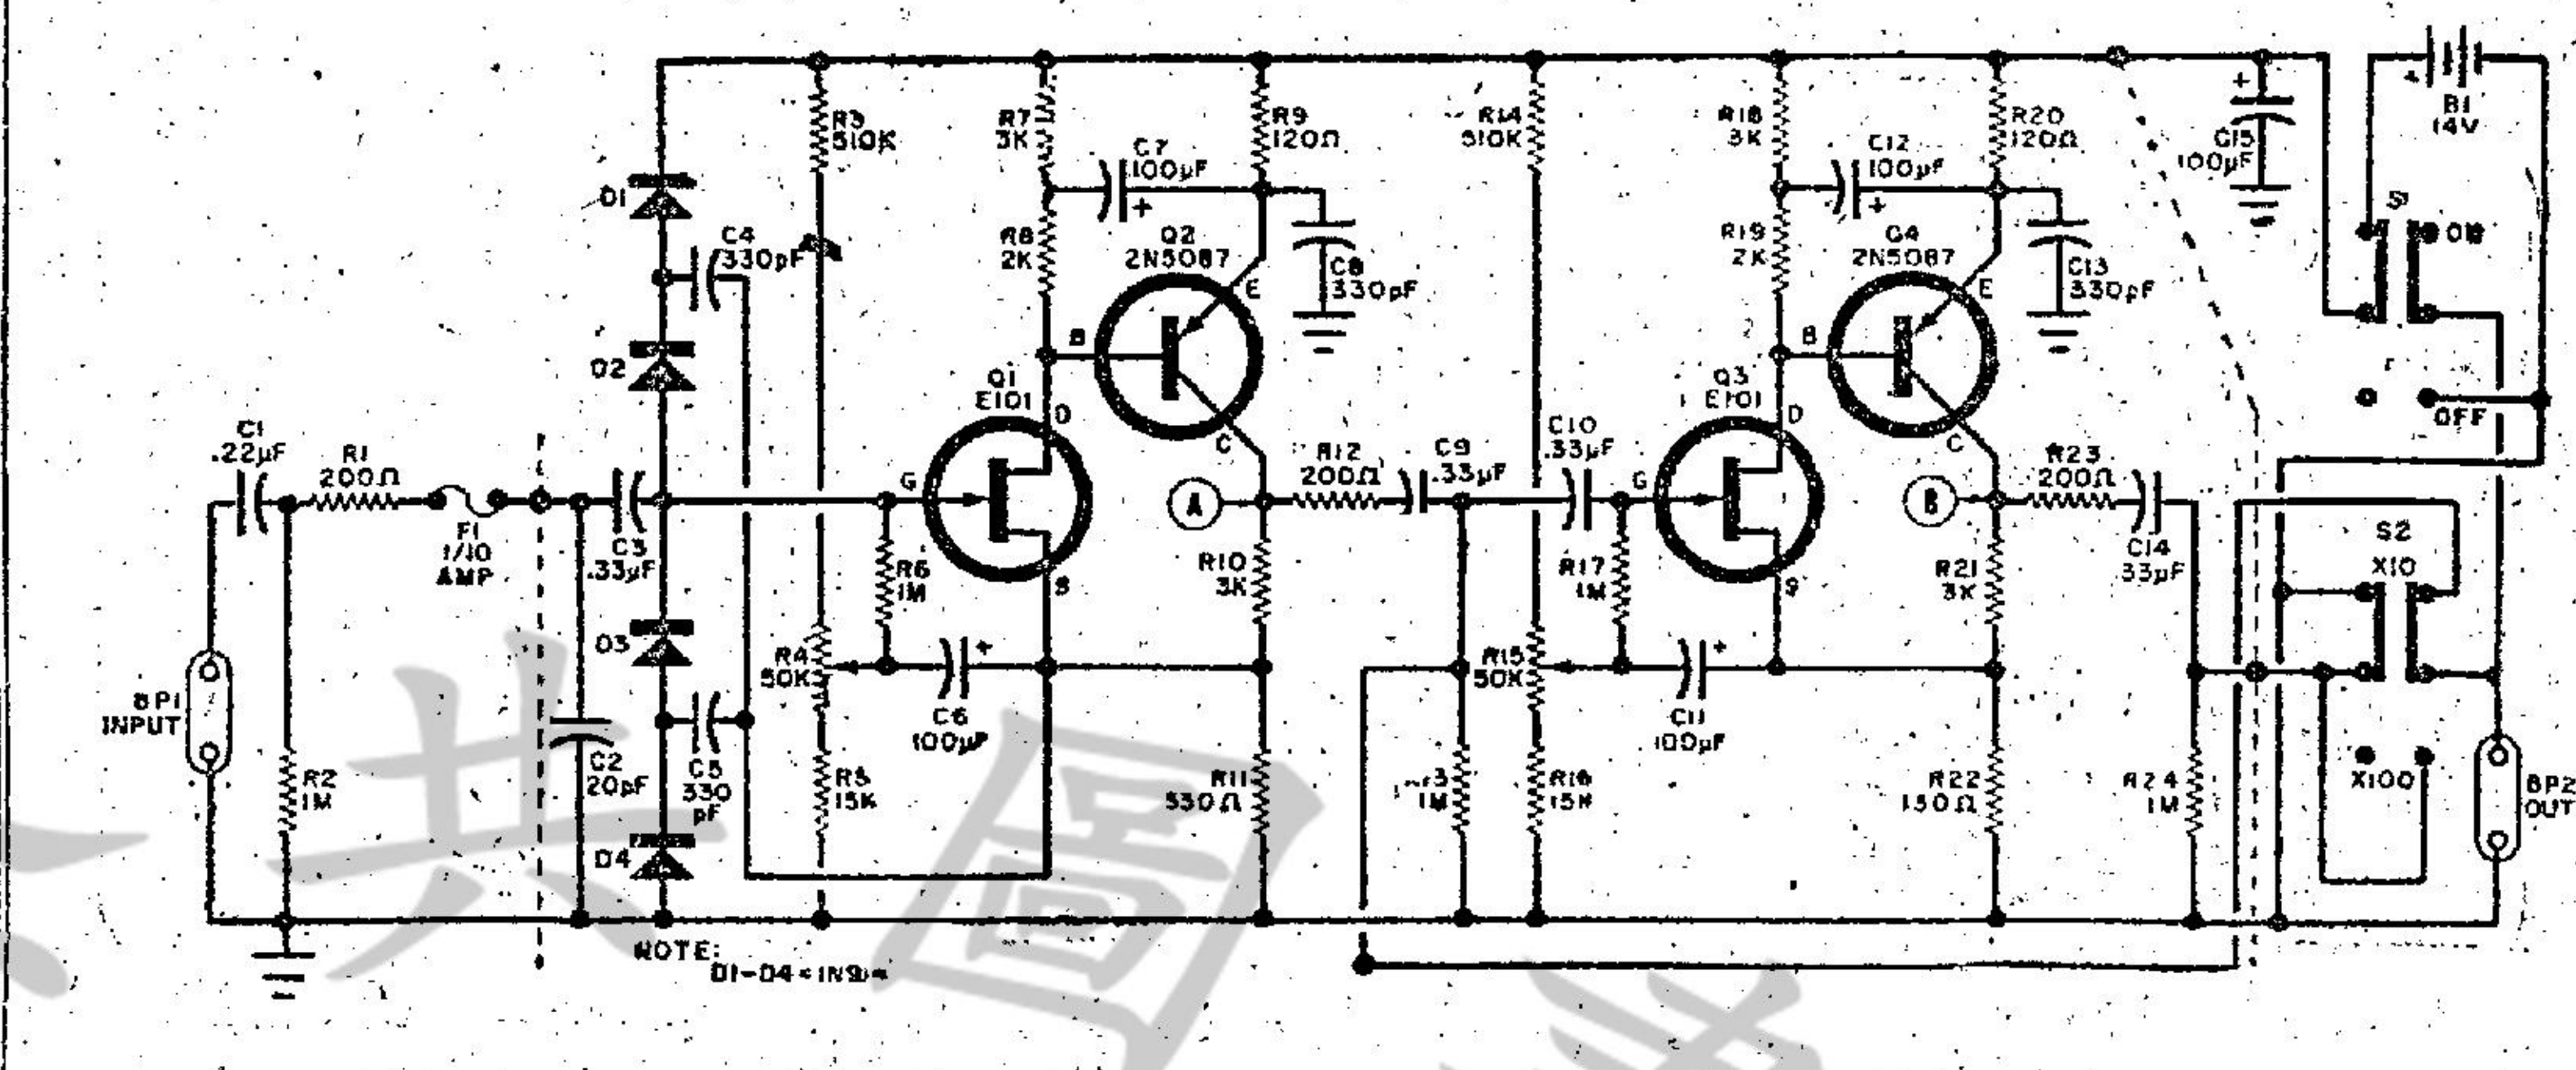 C1
.22µF
R1
200Ω
F1
1/10
AMP
BP1
INPUT
R2
1M
C2
20pF
C3
.33µF
D1
D2
D3
D4
C4
330pF
C5
330
pF
R3
510K
R4
50K
R5
15K
R6
1M
C6
100µF
R7
3K
R8
2K
C7
100µF
+
Q1
E101
G
D
S
Q2
2N5087
B
E
C
R9
120Ω
C8
330pF
A
R10
3K
R11
R12
200Ω
C9
.33µF
1M
R14
510K
R15
50K
R16
15K
C10
.33µF
R17
1M
C11
100µF
+
R18
3K
R19
2K
C12
100µF
+
Q3
E101
G
D
S
Q4
2N5087
B
E
C
R20
120Ω
C13
330pF
B
R21
3K
R22
R23
200Ω
C14
R24
1M
C15
100µF
+
B1
14V
+
OFF
S2
X10
X100
BP2
OUT
NOTE:
共
圖